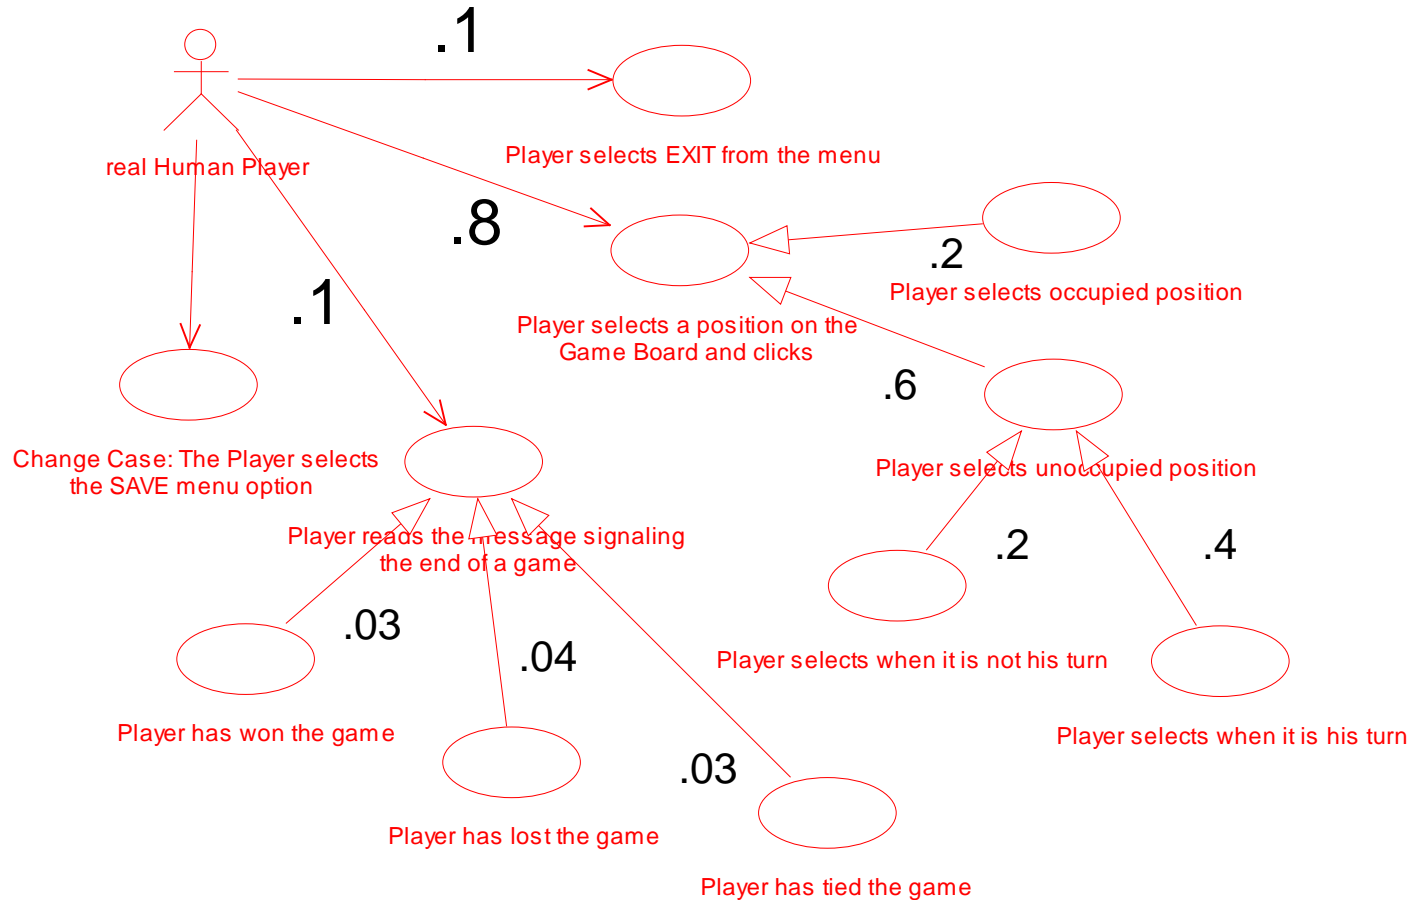 .1
real Human Player
Player selects EXIT from the menu
.8
.2
Player selects occupied position
.1
Player selects a position on the
Game Board and clicks
.6
Change Case: The Player selects
the SAVE menu option
Player selects unoccupied position
Player reads the message signaling
the end of a game
.2
.4
.03
.04
Player selects when it is not his turn
Player has won the game
Player selects when it is his turn
.03
Player has lost the game
Player has tied the game